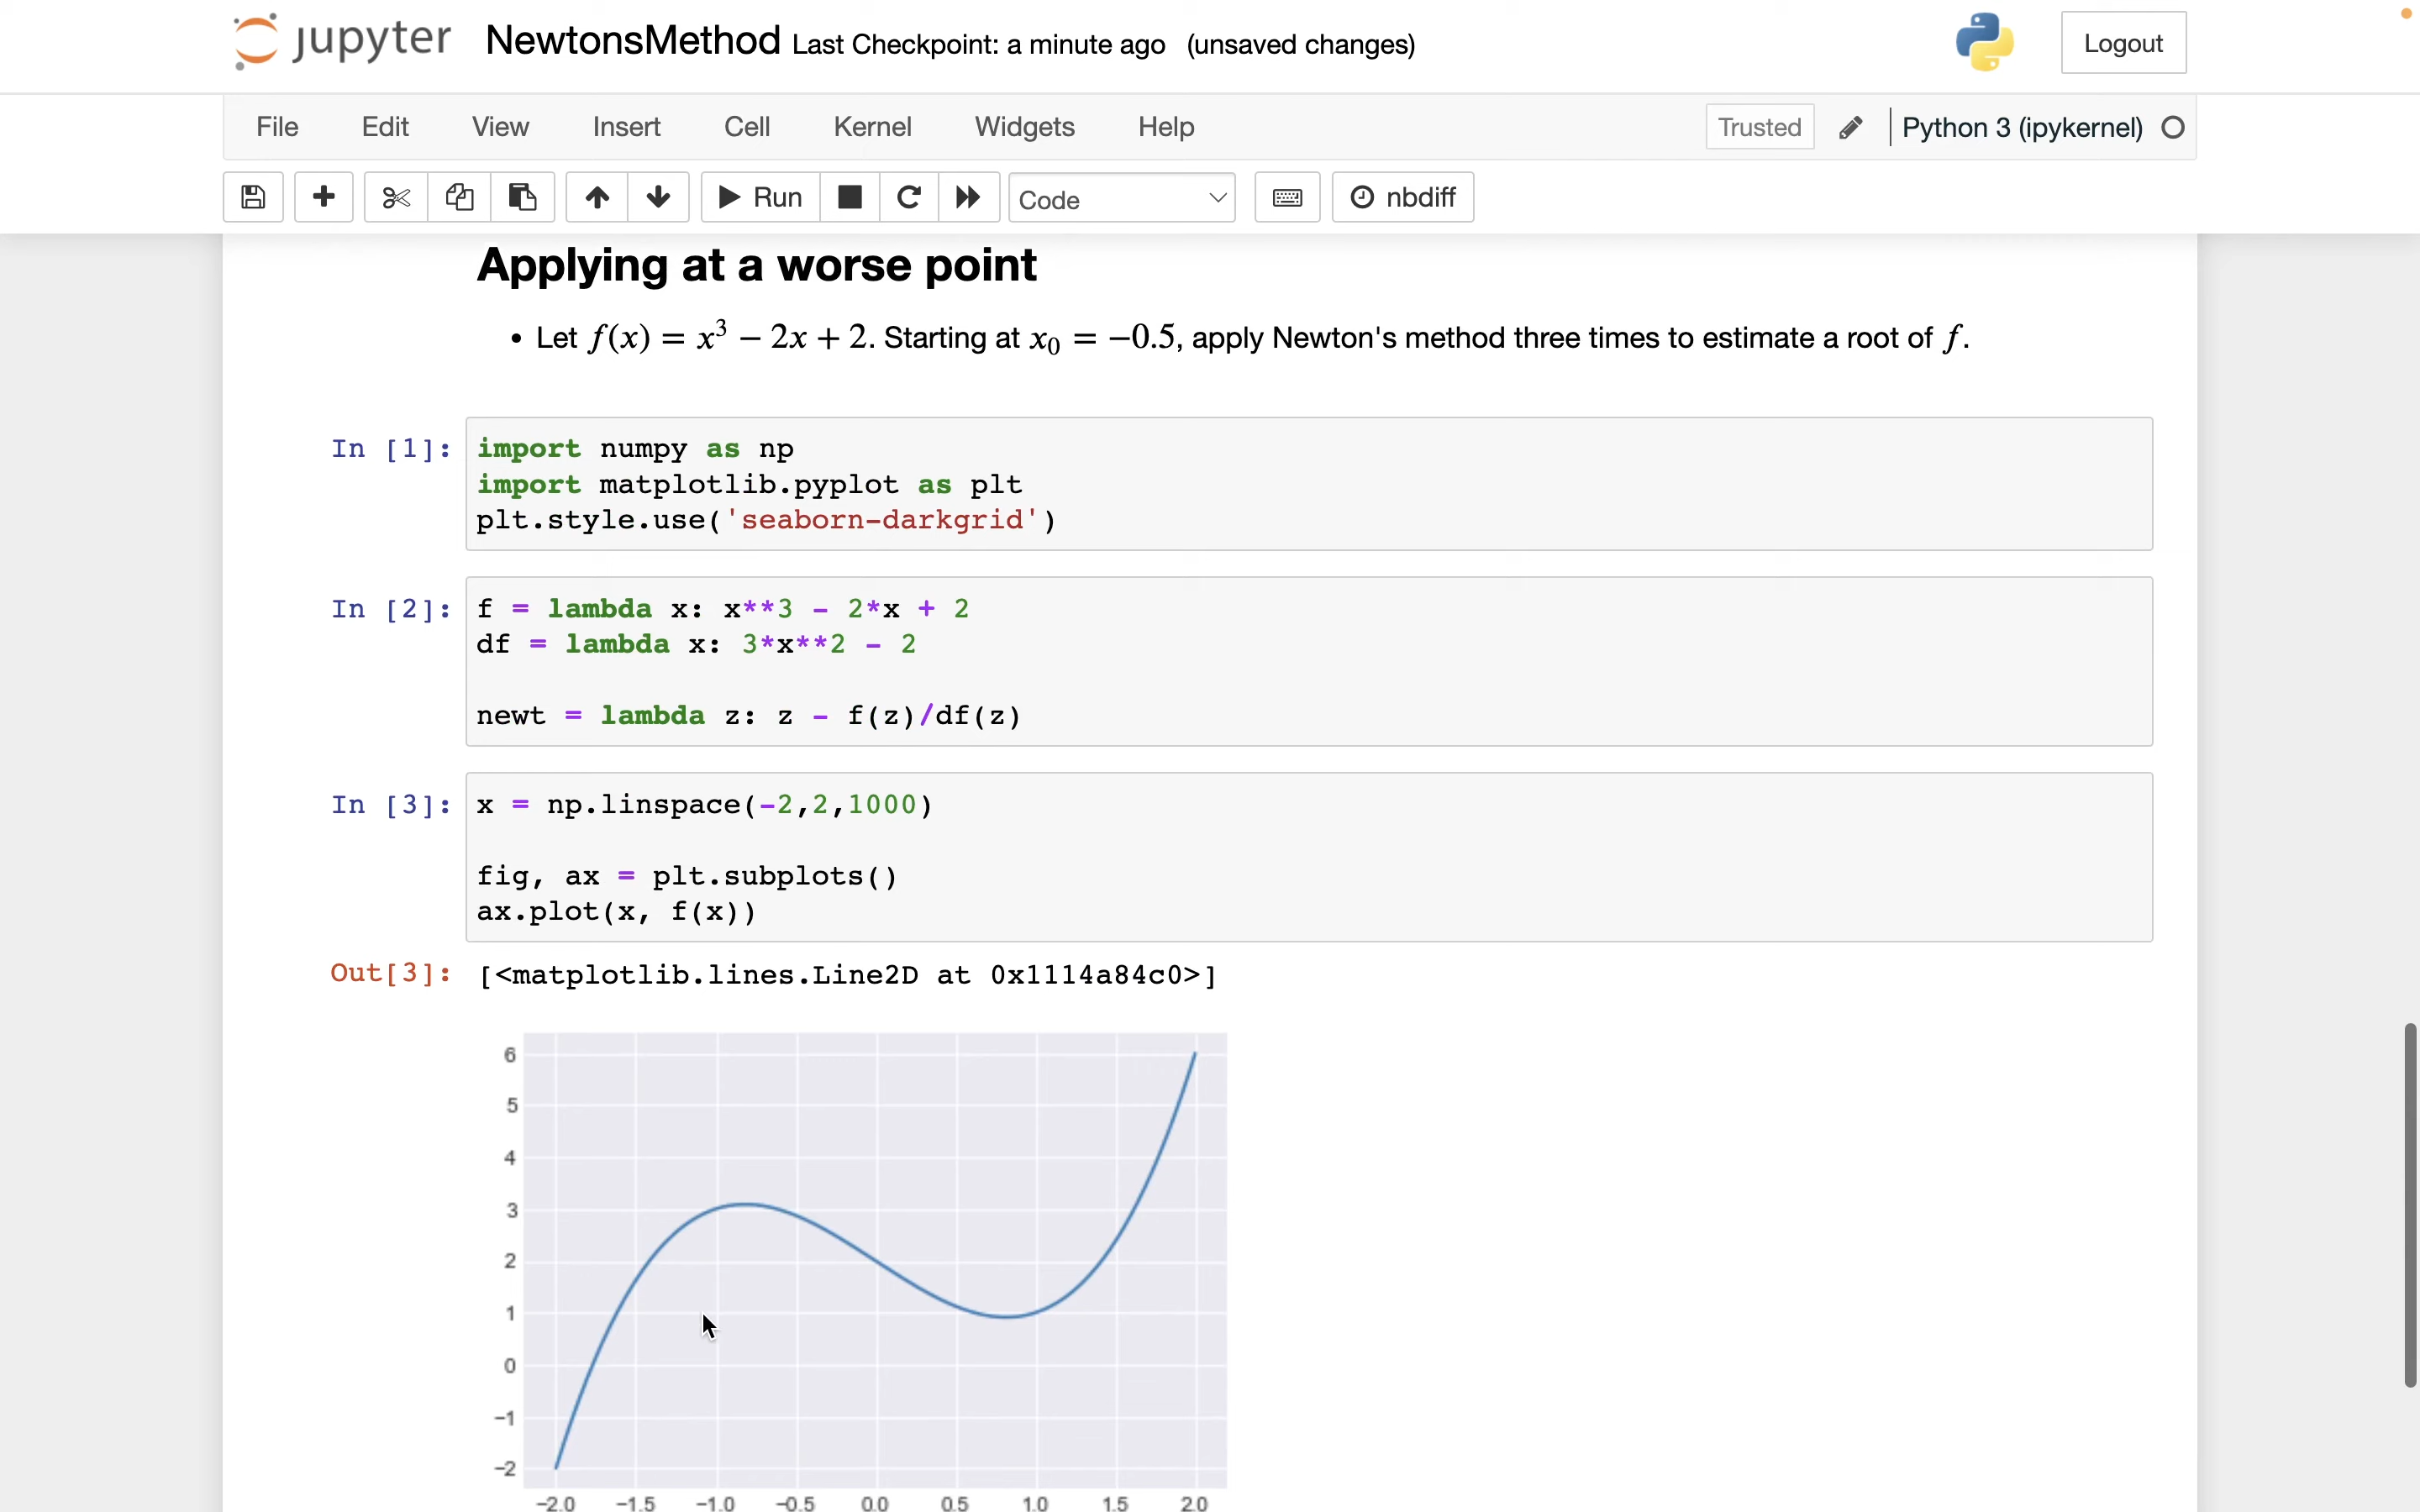 jupyter NewtonsMethod Last Checkpoint: a minute ago (unsaved changes) Logout
File Edit View Insert Cell Kernel Widgets Help Trusted Python 3 (ipykernel)
Run Code nbdiff
Applying at a worse point
• Let f(x) = x³ − 2x + 2. Starting at x₀ = −0.5, apply Newton's method three times to estimate a root of f.
In [1]: import numpy as np
import matplotlib.pyplot as plt
plt.style.use('seaborn-darkgrid')
In [2]: f = lambda x: x**3 - 2*x + 2
df = lambda x: 3*x**2 - 2
newt = lambda z: z - f(z)/df(z)
In [3]: x = np.linspace(-2,2,1000)
fig, ax = plt.subplots()
ax.plot(x, f(x))
Out[3]: [<matplotlib.lines.Line2D at 0x1114a84c0>]
6
5
4
3
2
1
0
−1
−2
−2.0 −1.5 −1.0 −0.5 0.0 0.5 1.0 1.5 2.0